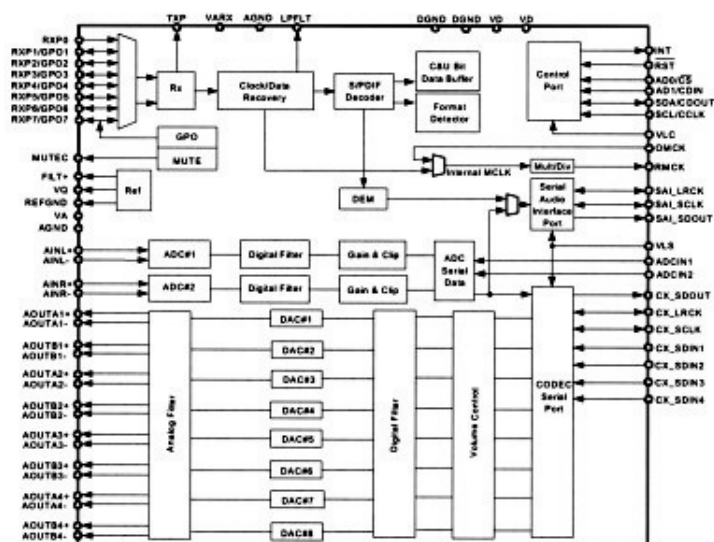 TXP VARX AGND LPFLT DGND DGND VD VD
RXP0
RXP1/GPO1
RXP2/GPO2
RXP3/GPO3
RXP4/GPO4
RXP5/GPO5
RXP6/GPO6
RXP7/GPO7
Rx
Clock/Data
Recovery
S/PDIF
Decoder
C&U Bit
Data Buffer
Format
Detector
Control
Port
INT
RST
AD0/CS
AD1/CDIN
SDA/CDOUT
SCL/CCLK
VLC
OMCK
RMCK
GPO
MUTE
MUTEC
Internal MCLK
Mult/Div
FILT+
VQ
REFGND
VA
AGND
Ref
DEM
Serial
Audio
Interface
Port
SAI_LRCK
SAI_SCLK
SAI_SDOUT
VLS
AINL+
AINL-
AINR+
AINR-
ADC#1
Digital Filter
Gain & Clip
ADC#2
Digital Filter
Gain & Clip
ADC
Serial
Data
ADCIN1
ADCIN2
CX_SDOUT
CX_LRCK
CX_SCLK
CX_SDIN1
CX_SDIN2
CX_SDIN3
CX_SDIN4
AOUTA1+
AOUTA1-
AOUTB1+
AOUTB1-
AOUTA2+
AOUTA2-
AOUTB2+
AOUTB2-
AOUTA3+
AOUTA3-
AOUTB3+
AOUTB3-
AOUTA4+
AOUTA4-
AOUTB4+
AOUTB4-
Analog Filter
DAC#1
DAC#2
DAC#3
DAC#4
DAC#5
DAC#6
DAC#7
DAC#8
Digital Filter
Volume Control
CODEC
Serial
Port